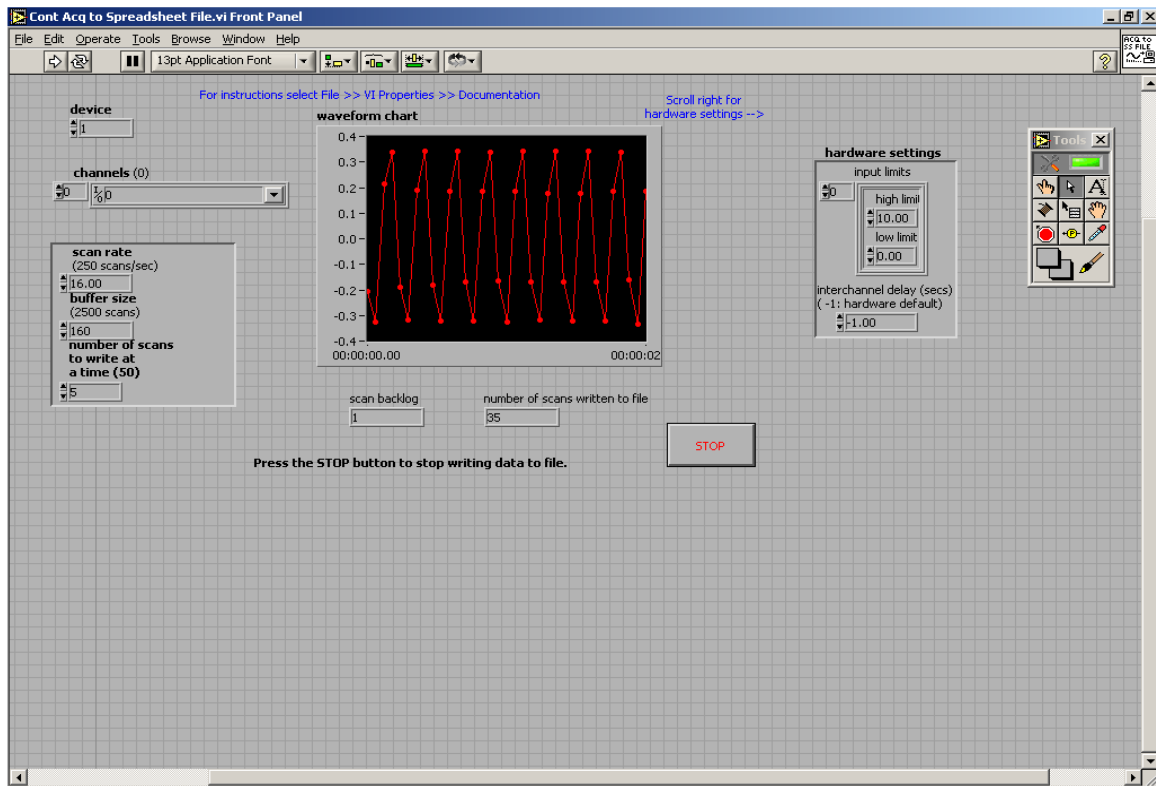 Cont Acq to Spreadsheet File.vi Front Panel
File Edit Operate Tools Browse Window Help
13pt Application Font
ACQ to
SS FILE
For instructions select File >> VI Properties >> Documentation
Scroll right for
hardware settings -->
device
1
channels (0)
0
I/0 0
scan rate
(250 scans/sec)
16.00
buffer size
(2500 scans)
160
number of scans
to write at
a time (50)
5
waveform chart
0.4
0.3
0.2
0.1
0.0
-0.1
-0.2
-0.3
-0.4
00:00:00.00 00:00:02
scan backlog
1
number of scans written to file
35
Press the STOP button to stop writing data to file.
STOP
hardware settings
input limits
0
high limi
10.00
low limit
0.00
interchannel delay (secs)
( -1: hardware default)
-1.00
Tools
A
P